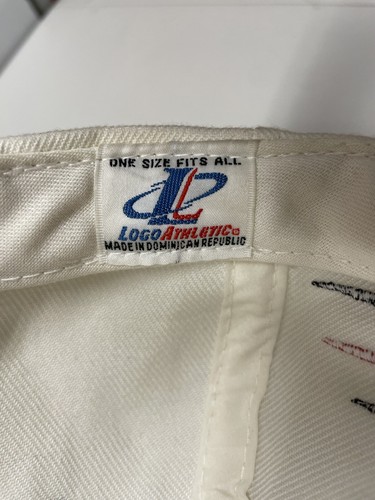 ONE SIZE FITS ALL
LOGO ATHLETIC®
MADE IN DOMINICAN REPUBLIC